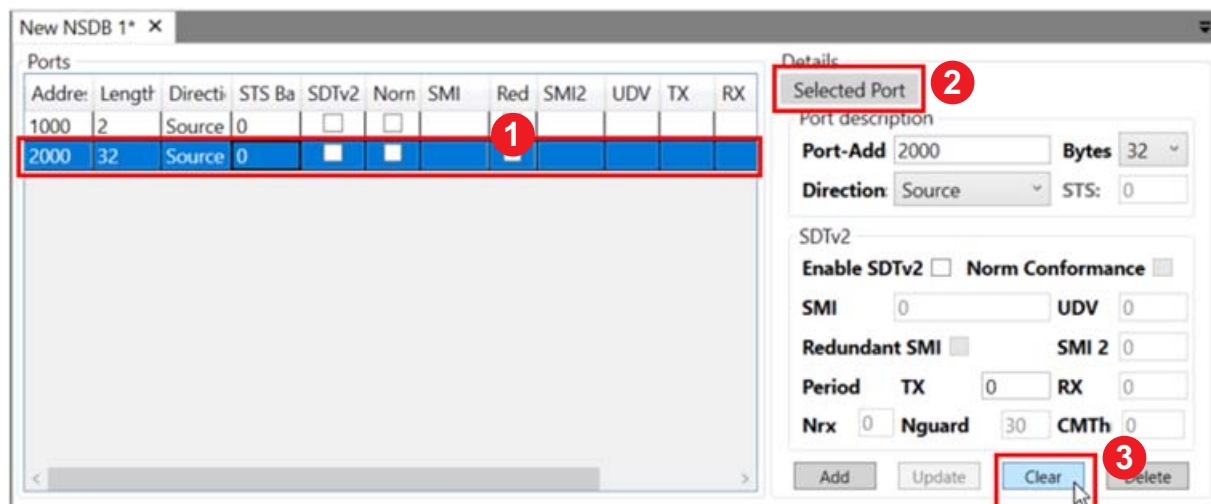 New NSDB 1* ×
Ports
Addre: Length Directi STS Ba SDTv2 Norn SMI Red SMI2 UDV TX RX
1000 2 Source 0
2000 32 Source 0
1
Details
Selected Port
2
Port description
Port-Add 2000 Bytes 32
Direction: Source STS: 0
SDTv2
Enable SDTv2 Norm Conformance
SMI 0 UDV 0
Redundant SMI SMI 2 0
Period TX 0 RX 0
Nrx 0 Nguard 30 CMTh 0
Add Update Clear Delete
3